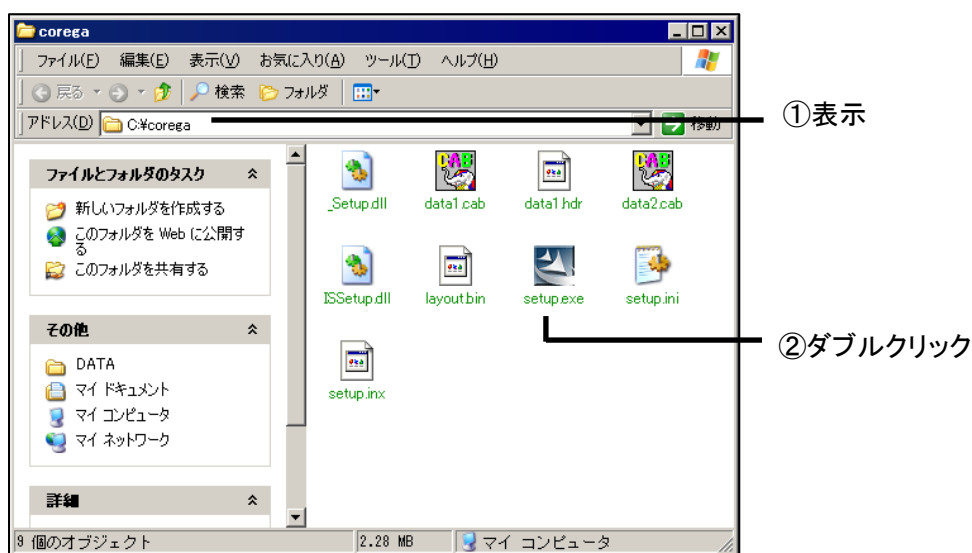 corega
ファイル(F) 編集(E) 表示(V) お気に入り(A) ツール(T) ヘルプ(H)
戻る 検索 フォルダ
アドレス(D) C:¥corega 移動
①表示
ファイルとフォルダのタスク
新しいフォルダを作成する
このフォルダを Web に公開す
る
このフォルダを共有する
その他
DATA
マイ ドキュメント
マイ コンピュータ
マイ ネットワーク
詳細
_Setup.dll data1.cab data1.hdr data2.cab
ISSetup.dll layout.bin setup.exe setup.ini
setup.inx
②ダブルクリック
9 個のオブジェクト 2.28 MB マイ コンピュータ